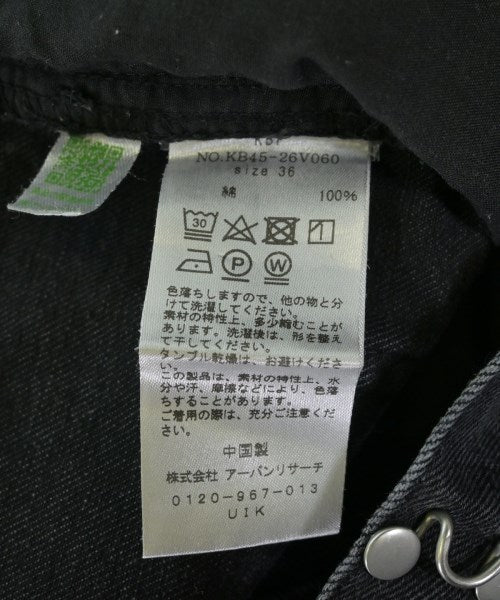 KBF
NO.KB45-26V060
size 36
綿 100%
30
P W
色落ちしますので、他の物と分
けて洗濯してください。
素材の特性上、多少縮むことが
あります。洗濯後は、形を整え
て干してください。
タンブル乾燥は、お避けくださ
い。
この製品は、素材の特性上、水
分や汗、摩擦などにより、色落
ちすることがあります。
ご着用の際は、充分ご注意くだ
さい。
中国製
株式会社 アーバンリサーチ
0120-967-013
UIK